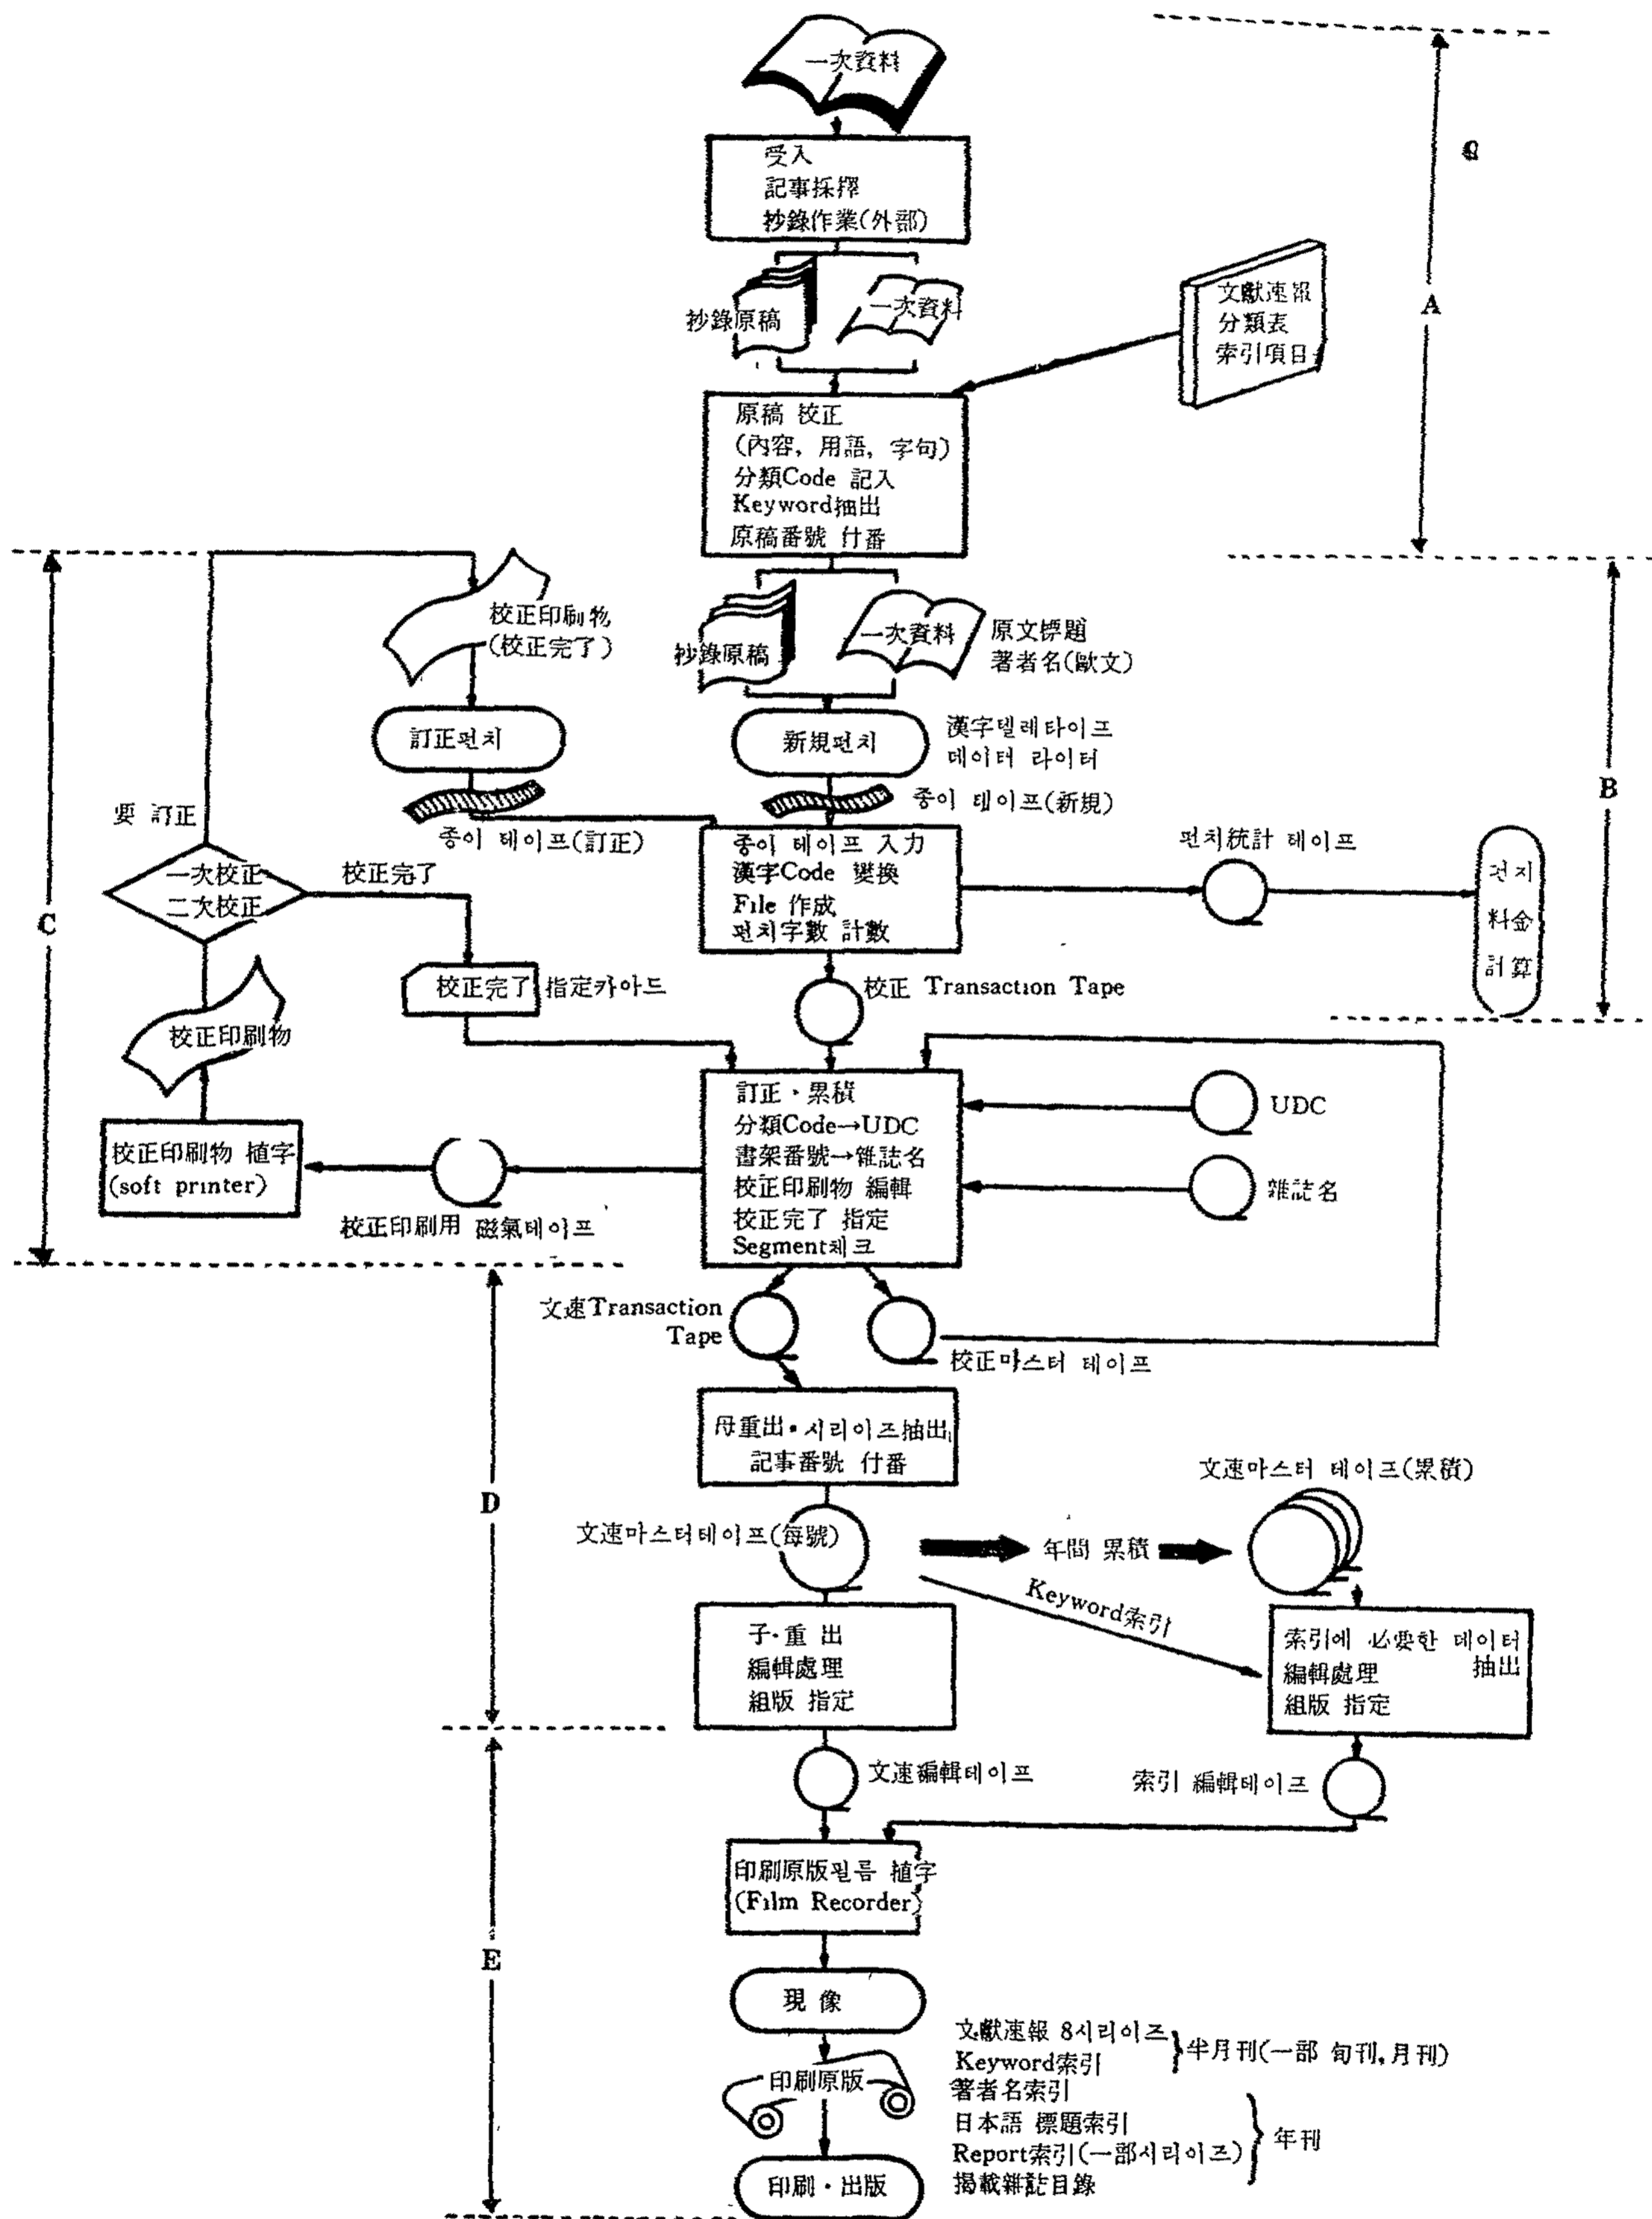 一次資料
受入
記事採擇
抄錄作業(外部)
抄錄原稿
一次資料
文獻速報
分類表
索引項目
A
原稿 校正
(內容, 用語, 字句)
分類Code 記入
Keyword抽出
原稿番號 什番
校正印刷物
(校正完了)
抄錄原稿
一次資料
原文標題
著者名(歐文)
訂正펀치
新規펀치
漢字텔레타이프
데이터 라이터
종이 테이프(新規)
종이 테이프(訂正)
B
要 訂正
一次校正
二次校正
校正完了
C
종이 테이프 入力
漢字Code 變換
File 作成
펀치字數 計數
펀치統計 테이프
펀치
料金
計算
校正完了 指定카아드
校正 Transaction Tape
校正印刷物
校正印刷物 植字
(soft printer)
校正印刷用 磁氣테이프
訂正·累積
分類Code→UDC
書架番號→雜誌名
校正印刷物 編輯
校正完了 指定
Segment체크
UDC
雜誌名
文速Transaction
Tape
校正마스터 테이프
母重出·시리이즈抽出
記事番號 什番
D
文速마스터테이프(每號)
年間 累積
文速마스터 테이프(累積)
Keyword索引
子·重出
編輯處理
組版 指定
索引에 必要한 데이터
抽出
編輯處理
組版 指定
文速編輯테이프
索引 編輯테이프
印刷原版필름 植字
(Film Recorder)
E
現像
印刷原版
印刷·出版
文獻速報 8시리이즈
Keyword索引
半月刊(一部 旬刊, 月刊)
著者名索引
日本語 標題索引
Report索引(一部시리이즈)
揭載雜誌目錄
年刊